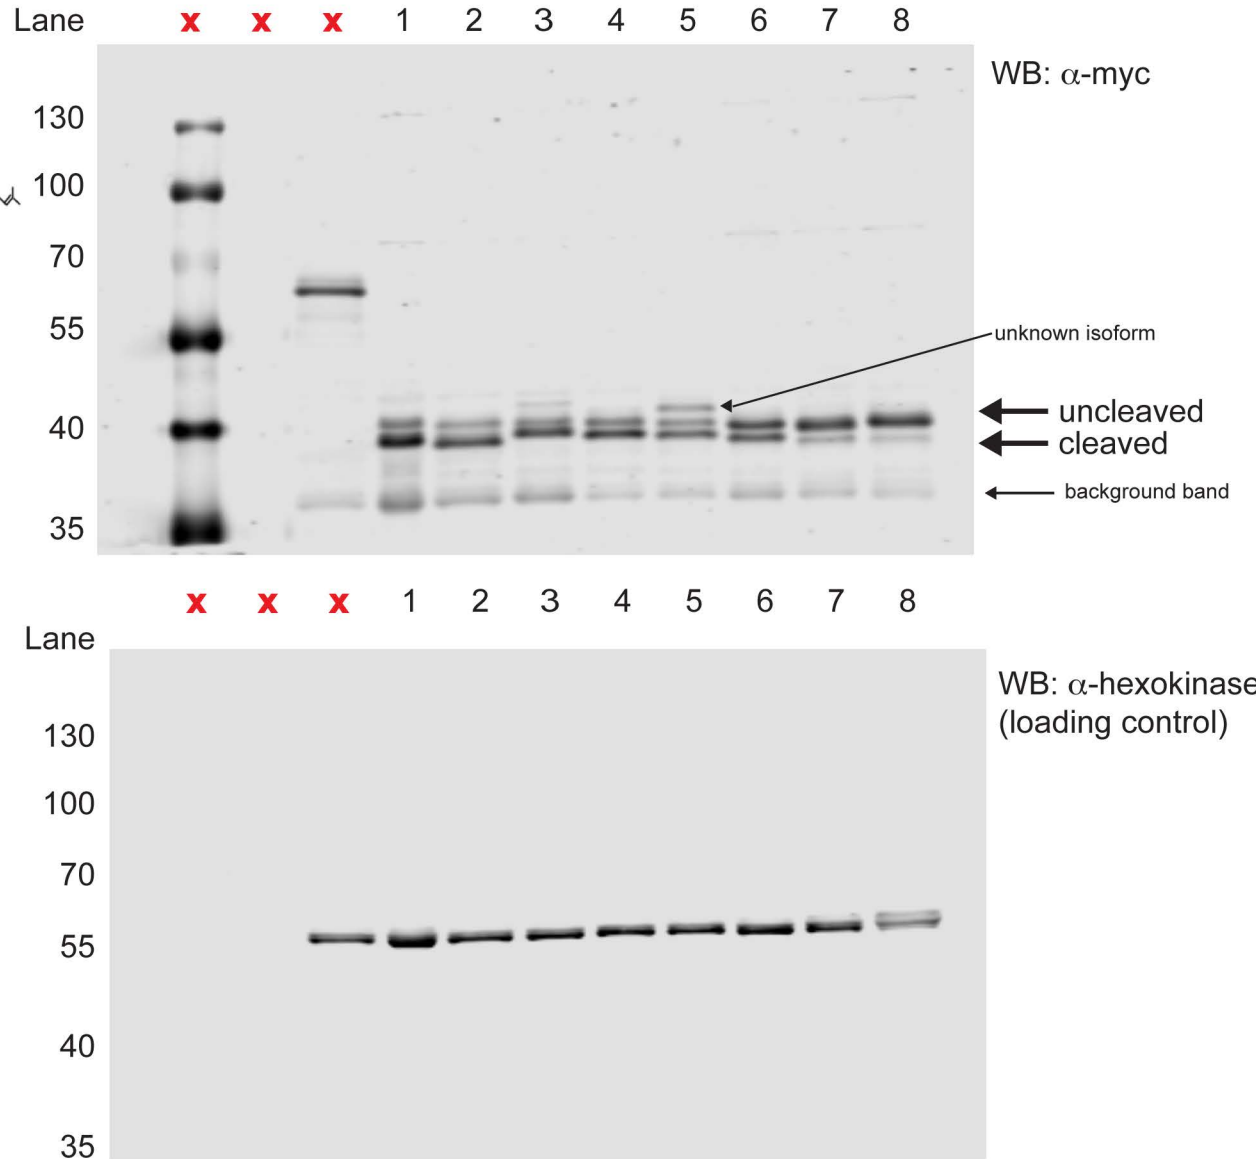 Lane x x x 1 2 3 4 5 6 7 8
WB: α-myc
130
100
70
55
unknown isoform
uncleaved
40
cleaved
background band
35
x x x 1 2 3 4 5 6 7 8
Lane
WB: α-hexokinase
(loading control)
130
100
70
55
40
35